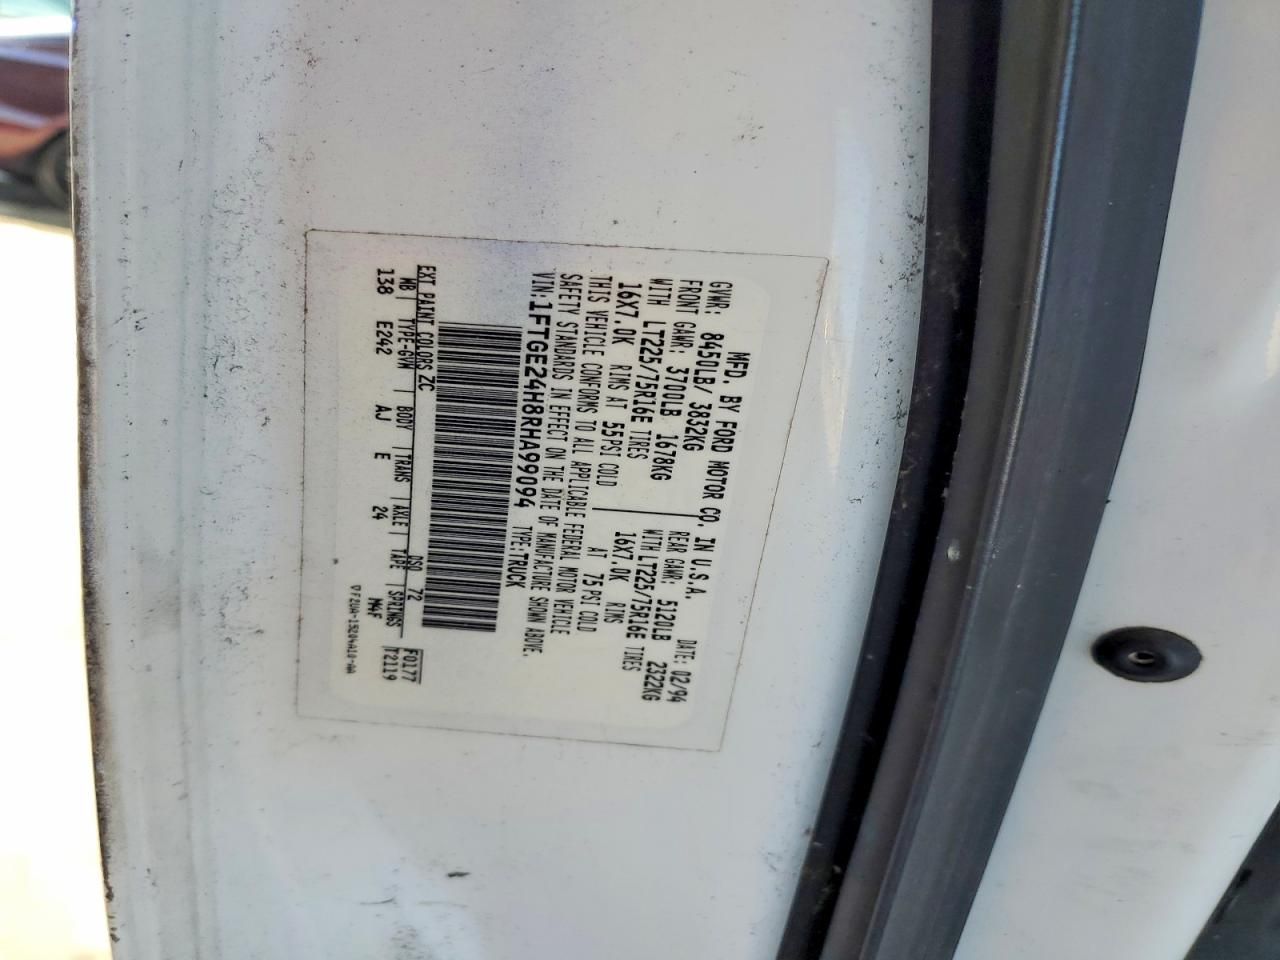 MFD. BY FORD MOTOR CO. IN U.S.A.
DATE: 02/94
GVWR: 8450LB/ 3832KG
FRONT GAWR: 3700LB 1678KG
REAR GAWR: 5120LB 2322KG
WITH LT225/75R16E TIRES
WITH LT225/75R16E TIRES
16X7.0K RIMS AT 55 PSI COLD
16X7.0K RIMS
AT 75 PSI COLD
THIS VEHICLE CONFORMS TO ALL APPLICABLE FEDERAL MOTOR VEHICLE
SAFETY STANDARDS IN EFFECT ON THE DATE OF MANUFACTURE SHOWN ABOVE.
VIN:1FTGE24H8RHA99094 TYPE:TRUCK
F0177
T2119
EXT PAINT COLORS ZC DSO 72
WB | TYPE-GVW | BODY | TRANS | AXLE | TAPE | SPRINGS
138 E242 AJ E 24 M4F